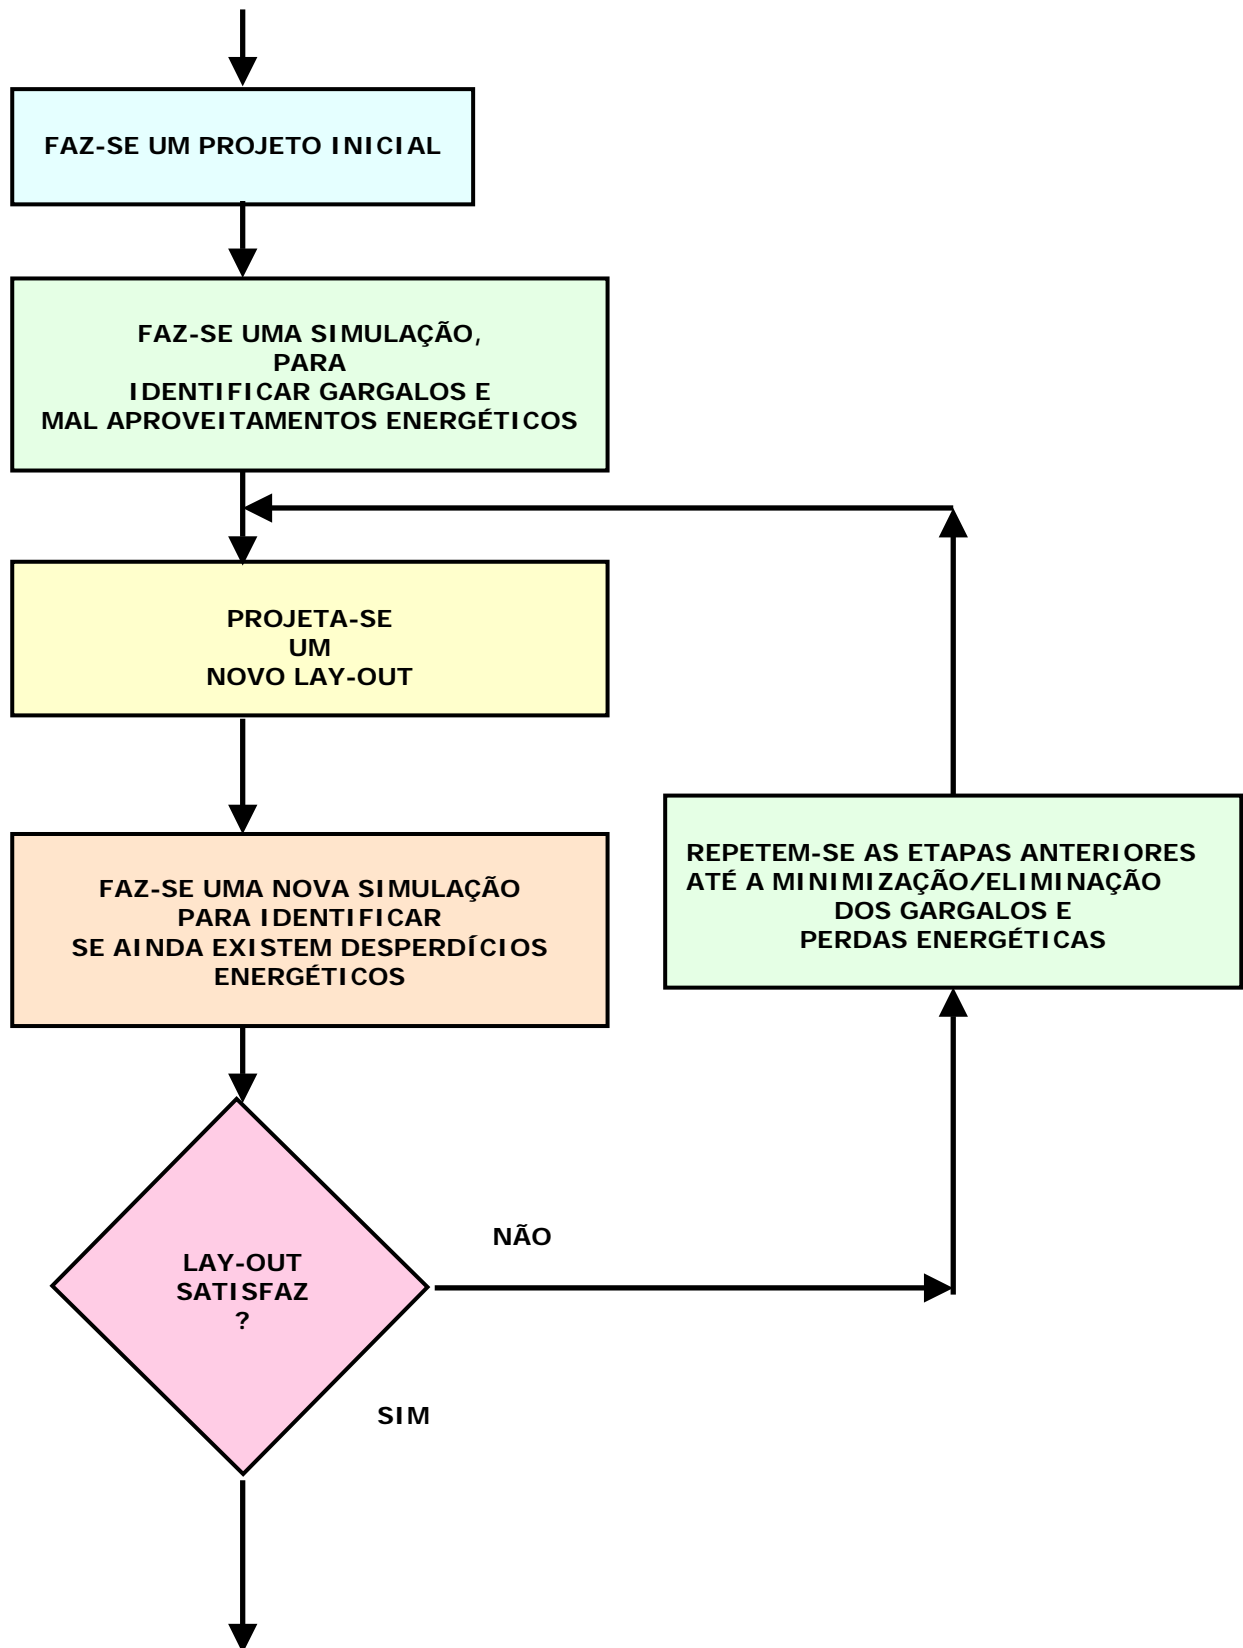 FAZ-SE UM PROJETO INICIAL
FAZ-SE UMA SIMULAÇÃO,
PARA
IDENTIFICAR GARGALOS E
MAL APROVEITAMENTOS ENERGÉTICOS
PROJETA-SE
UM
NOVO LAY-OUT
FAZ-SE UMA NOVA SIMULAÇÃO
PARA IDENTIFICAR
SE AINDA EXISTEM DESPERDÍCIOS
ENERGÉTICOS
REPETEM-SE AS ETAPAS ANTERIORES
ATÉ A MINIMIZAÇÃO/ELIMINAÇÃO
DOS GARGALOS E
PERDAS ENERGÉTICAS
LAY-OUT
SATISFAZ
?
NÃO
SIM